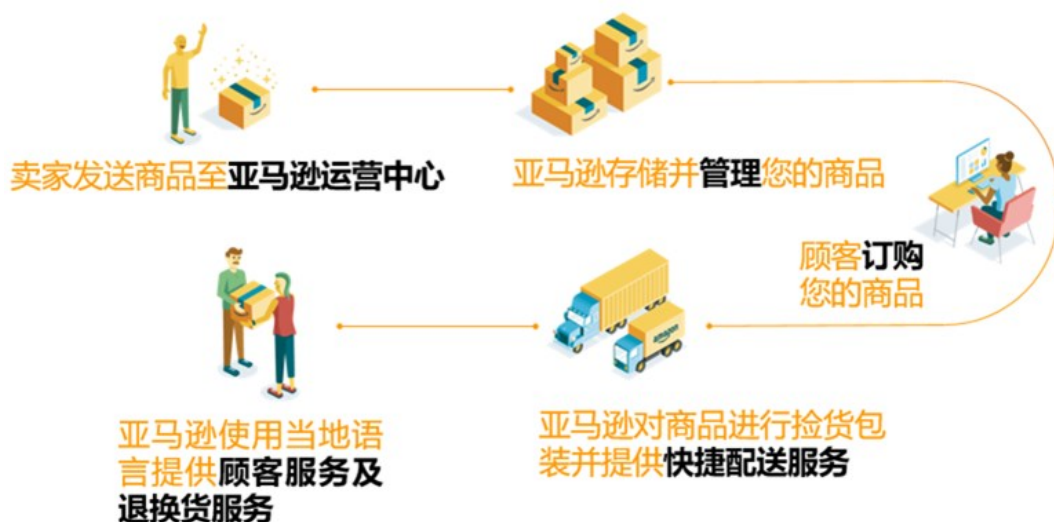 卖家发送商品至亚马逊运营中心
亚马逊存储并管理您的商品
顾客订购
您的商品
amazon
亚马逊对商品进行捡货包
装并提供快捷配送服务
亚马逊使用当地语
言提供顾客服务及
退换货服务